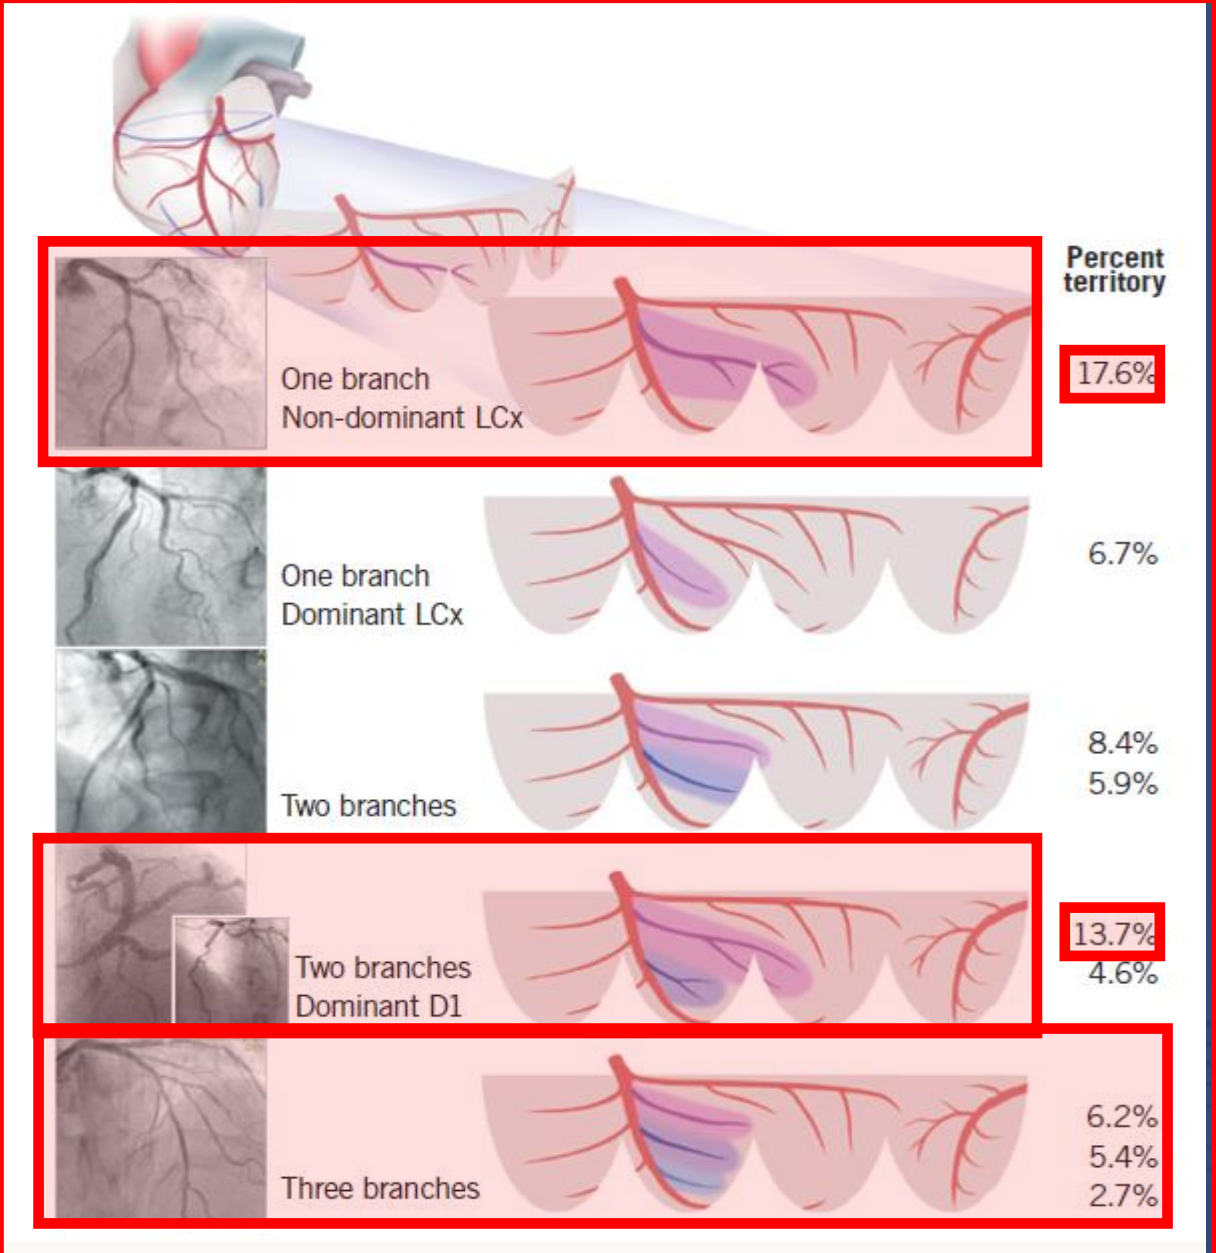 Percent
territory
One branch
Non-dominant LCx
17.6%
One branch
Dominant LCx
6.7%
Two branches
8.4%
5.9%
Two branches
Dominant D1
13.7%
4.6%
Three branches
6.2%
5.4%
2.7%